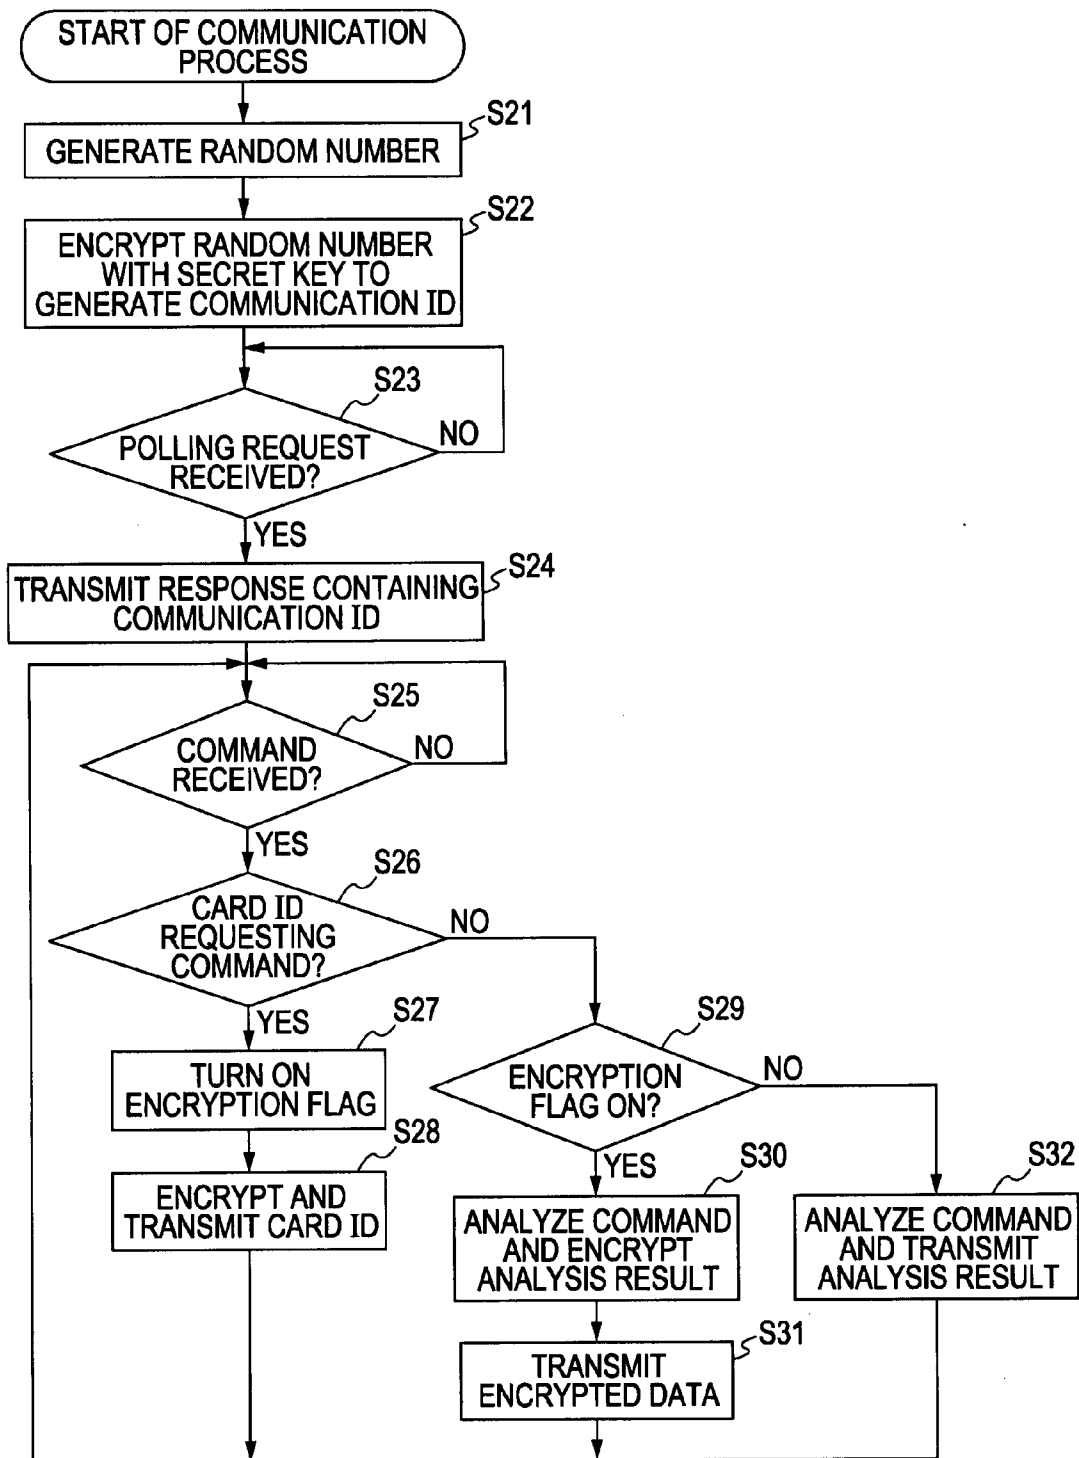 START OF COMMUNICATION
PROCESS
S21
GENERATE RANDOM NUMBER
S22
ENCRYPT RANDOM NUMBER
WITH SECRET KEY TO
GENERATE COMMUNICATION ID
S23
POLLING REQUEST
RECEIVED?
NO
YES
S24
TRANSMIT RESPONSE CONTAINING
COMMUNICATION ID
S25
COMMAND
RECEIVED?
NO
YES
S26
CARD ID
REQUESTING
COMMAND?
NO
YES
S27
TURN ON
ENCRYPTION FLAG
S28
ENCRYPT AND
TRANSMIT CARD ID
S29
ENCRYPTION
FLAG ON?
NO
YES
S30
ANALYZE COMMAND
AND ENCRYPT
ANALYSIS RESULT
S31
TRANSMIT
ENCRYPTED DATA
S32
ANALYZE COMMAND
AND TRANSMIT
ANALYSIS RESULT